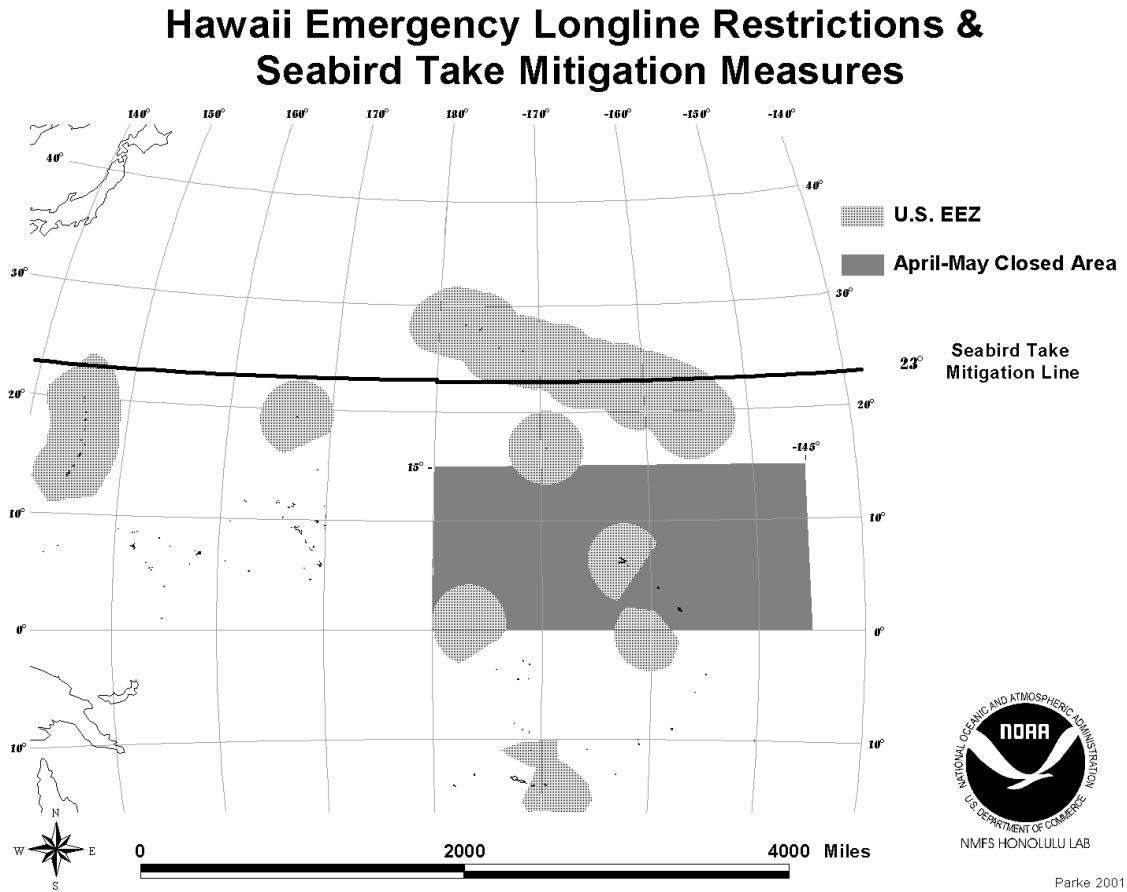 Hawaii Emergency Longline Restrictions &
Seabird Take Mitigation Measures
140° 150° 160° 170° 180° -170° -160° -150° -140°
40°
40°
U.S. EEZ
April-May Closed Area
30°
30°
23°
Seabird Take
Mitigation Line
20°
20°
-145°
15°
10°
10°
0°
0°
10°
10°
NATIONAL OCEANIC AND ATMOSPHERIC ADMINISTRATION
NOAA
U.S. DEPARTMENT OF COMMERCE
NMFS HONOLULU LAB
N
W E
S
0 2000 4000 Miles
Parke 2001